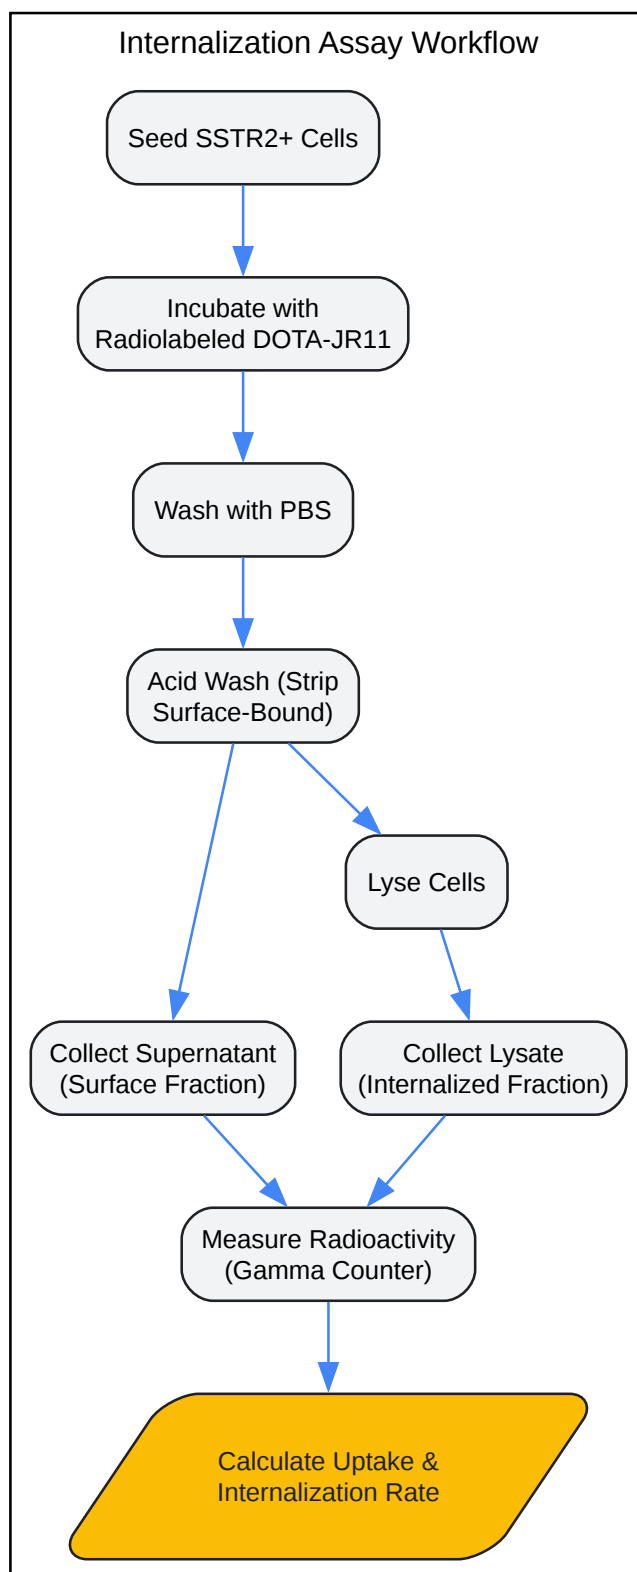 Internalization Assay Workflow
Seed SSTR2+ Cells
Incubate with
Radiolabeled DOTA-JR11
Wash with PBS
Acid Wash (Strip
Surface-Bound)
Lyse Cells
Collect Supernatant
(Surface Fraction)
Collect Lysate
(Internalized Fraction)
Measure Radioactivity
(Gamma Counter)
Calculate Uptake &
Internalization Rate